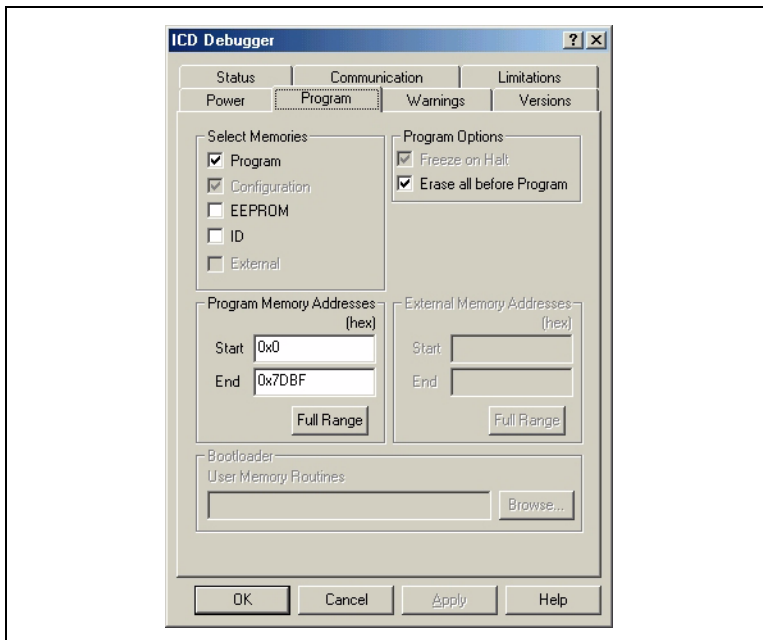 ICD Debugger
Status Communication Limitations
Power Program Warnings Versions
Select Memories
Program
Configuration
EEPROM
ID
External
Program Options
Freeze on Halt
Erase all before Program
Program Memory Addresses
(hex)
Start 0x0
End 0x7DBF
Full Range
External Memory Addresses
(hex)
Start
End
Full Range
Bootloader
User Memory Routines
Browse...
OK Cancel Apply Help